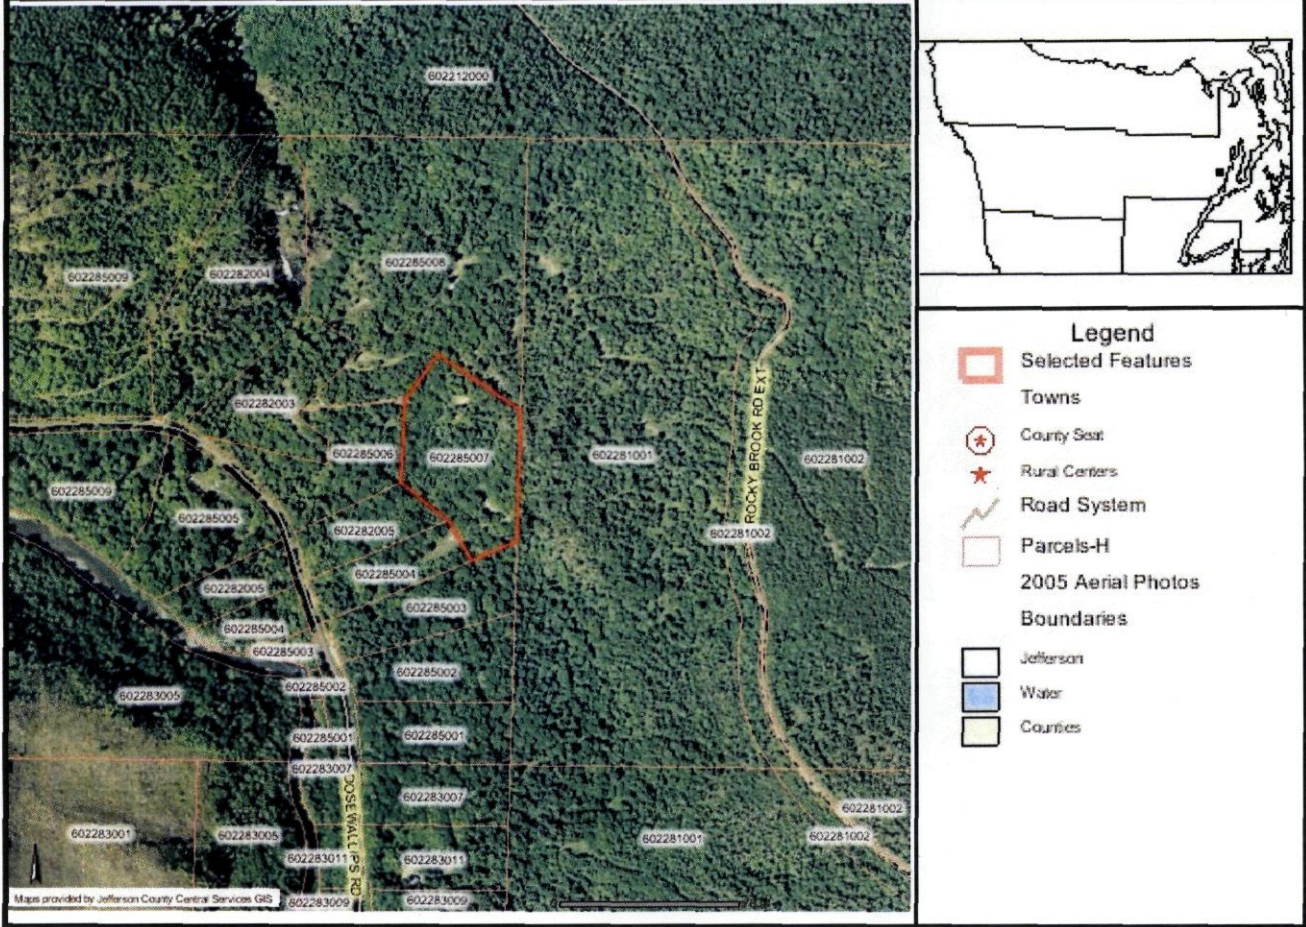 602212000
602285009
602282004
602285008
602282003
602285006
602285007
602281001
602281002
ROCKY BROOK RD EXT
602285009
602285005
602282005
602281002
602285004
602282005
602285003
602285004
602285003
602285002
602285002
602283005
602285001
602285001
602283007
602283007
602281002
602283001
602283005
602281001
602281002
DOSEWALLIPS RD
602283011
602283011
602283009
602283009
Maps provided by Jefferson County Central Services GIS
Legend
Selected Features
Towns
County Seat
Rural Centers
Road System
Parcels-H
2005 Aerial Photos
Boundaries
Jefferson
Water
Counties